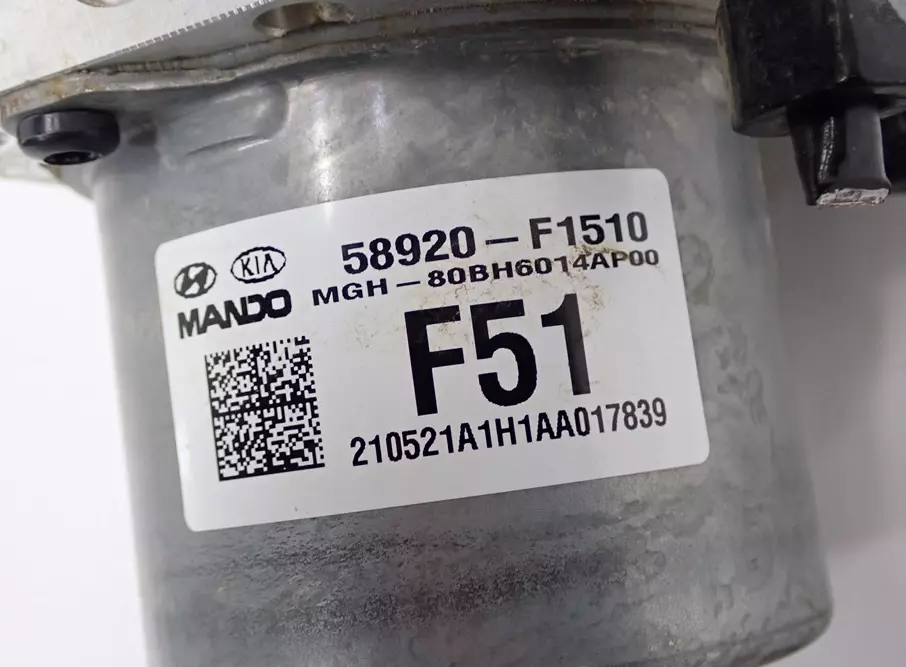 58920-F1510
KIA
MGH-80BH6014AP00
MANDO
F51
210521A1H1AA017839